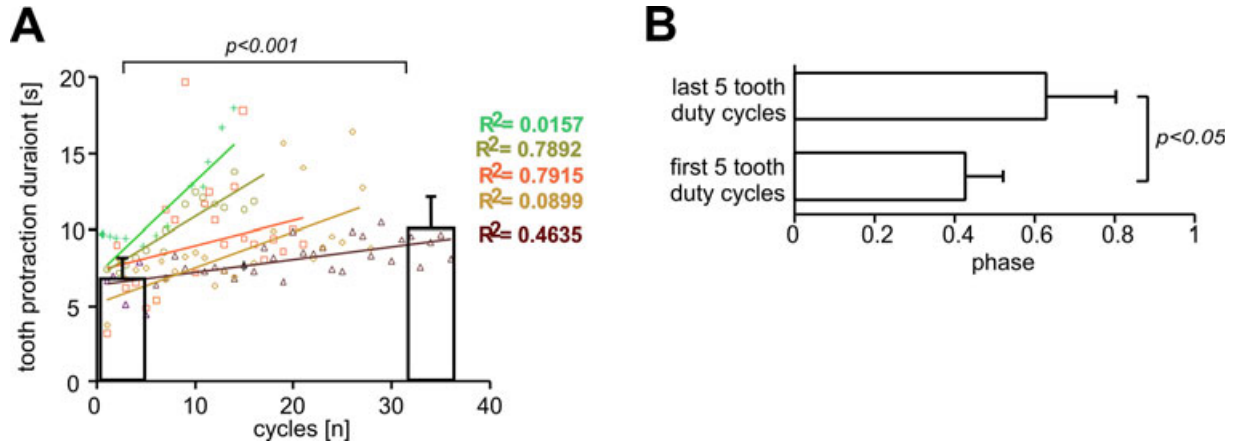 A
p<0.001
tooth protraction duraiont [s]
20
15
10
5
0
0
10
20
30
40
cycles [n]
R²= 0.0157
R²= 0.7892
R²= 0.7915
R²= 0.0899
R²= 0.4635
B
last 5 tooth
duty cycles
first 5 tooth
duty cycles
p<0.05
0
0.2
0.4
0.6
0.8
1
phase